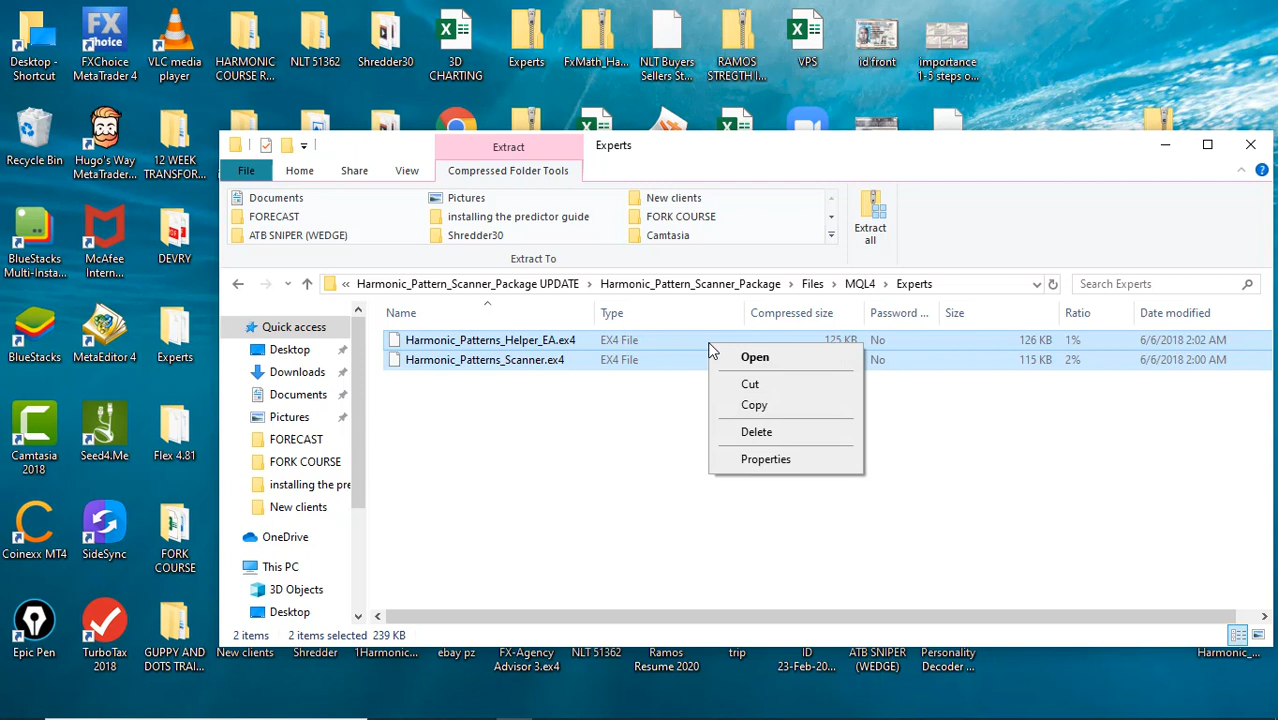 Desktop - Shortcut
FXChoice MetaTrader 4
VLC media player
HARMONIC COURSE R...
NLT 51362
Shredder30
3D CHARTING
Experts
FxMath_Ha...
NLT Buyers Sellers St...
RAMOS STREGTH I...
VPS
id front
importance 1-5 steps o...
FX choice
Recycle Bin
Hugo's Way MetaTrader...
12 WEEK TRANSFOR...
BlueStacks Multi-Insta...
McAfee Intern...
DEVRY
BlueStacks
MetaEditor 4
Experts
Camtasia 2018
Seed4.Me
Flex 4.81
Coinexx MT4
SideSync
FORK COURSE
Epic Pen
TurboTax 2018
GUPPY AND DOTS TRAI...
Extract
Experts
File
Home
Share
View
Compressed Folder Tools
Documents
Pictures
New clients
FORECAST
installing the predictor guide
FORK COURSE
ATB SNIPER (WEDGE)
Shredder30
Camtasia
Extract all
Extract To
« Harmonic_Pattern_Scanner_Package UPDATE › Harmonic_Pattern_Scanner_Package › Files › MQL4 › Experts
Search Experts
Name
Type
Compressed size
Password ...
Size
Ratio
Date modified
Harmonic_Patterns_Helper_EA.ex4
EX4 File
125 KB
No
126 KB
1%
6/6/2018 2:02 AM
Harmonic_Patterns_Scanner.ex4
EX4 File
No
115 KB
2%
6/6/2018 2:00 AM
Open
Cut
Copy
Delete
Properties
Quick access
Desktop
Downloads
Documents
Pictures
FORECAST
FORK COURSE
installing the pre
New clients
OneDrive
This PC
3D Objects
Desktop
2 items
2 items selected 239 KB
New clients
Shredder
1Harmonic...
ebay pz
FX-Agency Advisor 3.ex4
NLT 51362
Ramos Resume 2020
trip
ID 23-Feb-20...
ATB SNIPER (WEDGE)
Personality Decoder ...
Harmonic_...